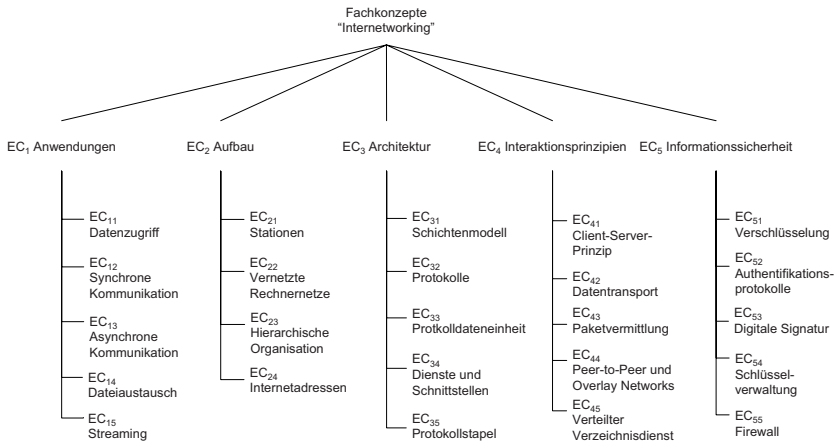 Fachkonzepte
“Internetworking”
EC1 Anwendungen
EC2 Aufbau
EC3 Architektur
EC4 Interaktionsprinzipien
EC5 Informationssicherheit
EC11
Datenzugriff
EC12
Synchrone
Kommunikation
EC13
Asynchrone
Kommunikation
EC14
Dateiaustausch
EC15
Streaming
EC21
Stationen
EC22
Vernetzte
Rechnernetze
EC23
Hierarchische
Organisation
EC24
Internetadressen
EC31
Schichtenmodell
EC32
Protokolle
EC33
Protkolldateneinheit
EC34
Dienste und
Schnittstellen
EC35
Protokollstapel
EC41
Client-Server-
Prinzip
EC42
Datentransport
EC43
Paketvermittlung
EC44
Peer-to-Peer und
Overlay Networks
EC45
Verteilter
Verzeichnisdienst
EC51
Verschlüsselung
EC52
Authentifikations-
protokolle
EC53
Digitale Signatur
EC54
Schlüssel-
verwaltung
EC55
Firewall